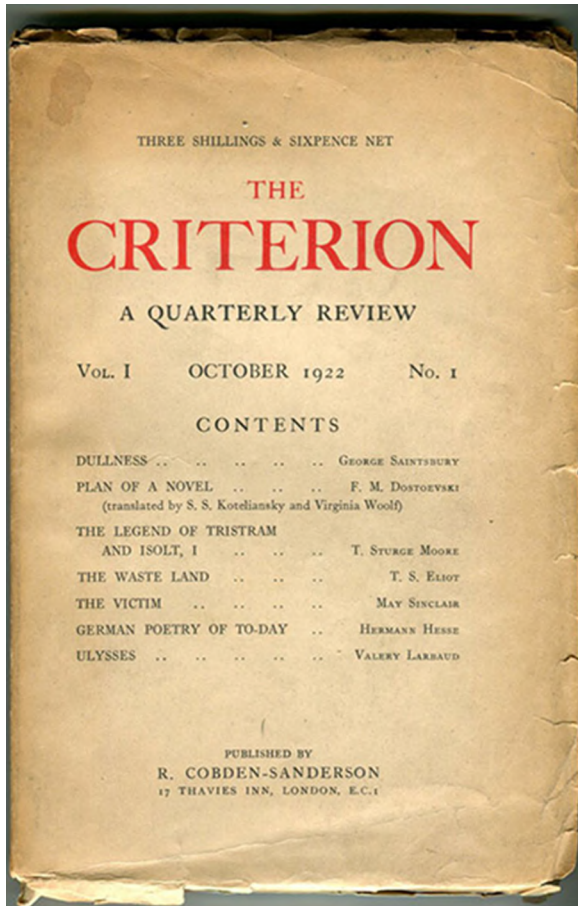 THREE SHILLINGS & SIXPENCE NET
THE
CRITERION
A QUARTERLY REVIEW
VOL. I OCTOBER 1922 No. 1
CONTENTS
DULLNESS .. .. .. .. .. GEORGE SAINTSBURY
PLAN OF A NOVEL .. .. .. F. M. DOSTOEVSKI
(translated by S. S. Koteliansky and Virginia Woolf)
THE LEGEND OF TRISTRAM
AND ISOLT, I .. .. .. T. STURGE MOORE
THE WASTE LAND .. .. .. T. S. ELIOT
THE VICTIM .. .. .. .. MAY SINCLAIR
GERMAN POETRY OF TO-DAY .. HERMANN HESSE
ULYSSES .. .. .. .. .. VALERY LARBAUD
PUBLISHED BY
R. COBDEN-SANDERSON
17 THAVIES INN, LONDON, E.C.1